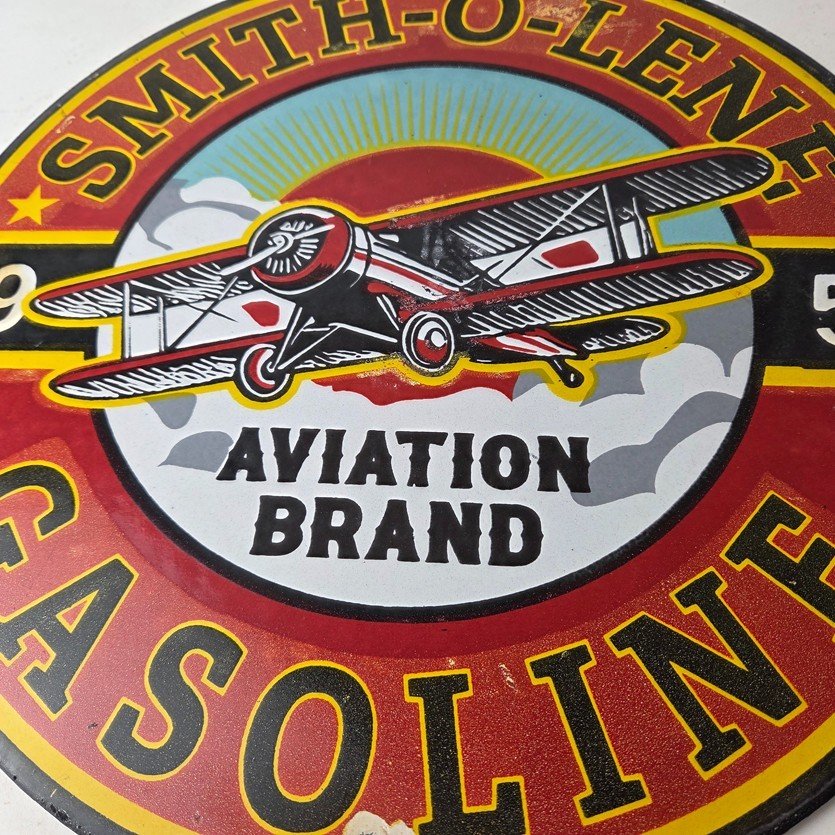 SMITH-O-LENE
9 5
AVIATION
BRAND
GASOLINE